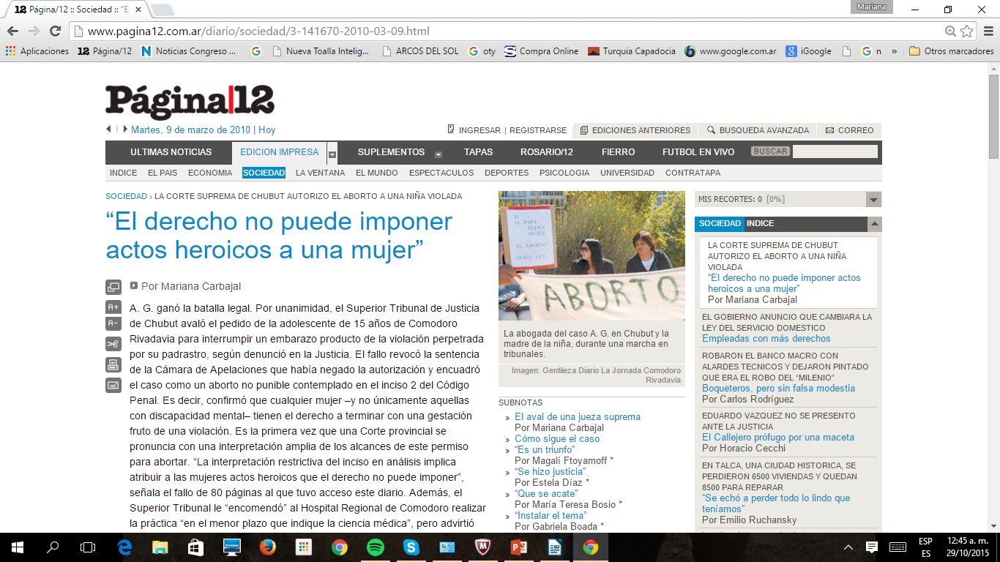 Página/12 :: Sociedad :: “El
Mariana
www.pagina12.com.ar/diario/sociedad/3-141670-2010-03-09.html
Aplicaciones 12 Página/12 Noticias Congreso ... Nueva Toalla Intelig... ARCOS DEL SOL oty Compra Online Turquia Capadocia www.google.com.ar iGoogle n » Otros marcadores
Página|12
Martes, 9 de marzo de 2010 | Hoy
INGRESAR | REGISTRARSE EDICIONES ANTERIORES BUSQUEDA AVANZADA CORREO
ULTIMAS NOTICIAS EDICION IMPRESA SUPLEMENTOS TAPAS ROSARIO/12 FIERRO FUTBOL EN VIVO BUSCAR
INDICE EL PAIS ECONOMIA SOCIEDAD LA VENTANA EL MUNDO ESPECTACULOS DEPORTES PSICOLOGIA UNIVERSIDAD CONTRATAPA
SOCIEDAD › LA CORTE SUPREMA DE CHUBUT AUTORIZO EL ABORTO A UNA NIÑA VIOLADA
“El derecho no puede imponer
actos heroicos a una mujer”
Por Mariana Carbajal
A+
A-
A. G. ganó la batalla legal. Por unanimidad, el Superior Tribunal de Justicia
de Chubut avaló el pedido de la adolescente de 15 años de Comodoro
Rivadavia para interrumpir un embarazo producto de la violación perpetrada
por su padrastro, según denunció en la Justicia. El fallo revocó la sentencia
de la Cámara de Apelaciones que había negado la autorización y encuadró
el caso como un aborto no punible contemplado en el inciso 2 del Código
Penal. Es decir, confirmó que cualquier mujer –y no únicamente aquellas
con discapacidad mental– tienen el derecho a terminar con una gestación
fruto de una violación. Es la primera vez que una Corte provincial se
pronuncia con una interpretación amplia de los alcances de este permiso
para abortar. “La interpretación restrictiva del inciso en análisis implica
atribuir a las mujeres actos heroicos que el derecho no puede imponer”,
señala el fallo de 80 páginas al que tuvo acceso este diario. Además, el
Superior Tribunal le “encomendó” al Hospital Regional de Comodoro realizar
la práctica “en el menor plazo que indique la ciencia médica”, pero advirtió
SI
EL PAPA
FUERA
MUJER
EL ABORTO
SERÍA LEY
ABORTO
La abogada del caso A. G. en Chubut y la
madre de la niña, durante una marcha en
tribunales.
Imagen: Gentileza Diario La Jornada Comodoro
Rivadavia
SUBNOTAS
» El aval de una jueza suprema
Por Mariana Carbajal
» Cómo sigue el caso
» “Es un triunfo”
Por Magalí Ftoyamoff *
» “Se hizo justicia”
Por Estela Díaz *
» “Que se acate”
Por María Teresa Bosio *
» “Instalar el tema”
Por Gabriela Boada *
MIS RECORTES: 0 [0%]
SOCIEDAD INDICE
LA CORTE SUPREMA DE CHUBUT
AUTORIZO EL ABORTO A UNA NIÑA
VIOLADA
“El derecho no puede imponer actos
heroicos a una mujer”
Por Mariana Carbajal
EL GOBIERNO ANUNCIO QUE CAMBIARA LA
LEY DEL SERVICIO DOMESTICO
Empleadas con más derechos
ROBARON EL BANCO MACRO CON
ALARDES TECNICOS Y DEJARON PINTADO
QUE ERA EL ROBO DEL “MILENIO”
Boqueteros, pero sin falsa modestia
Por Carlos Rodríguez
EDUARDO VAZQUEZ NO SE PRESENTO
ANTE LA JUSTICIA
El Callejero prófugo por una maceta
Por Horacio Cecchi
EN TALCA, UNA CIUDAD HISTORICA, SE
PERDIERON 6500 VIVIENDAS Y QUEDAN
8500 PARA REPARAR
“Se echó a perder todo lo lindo que
teníamos”
Por Emilio Ruchansky
ESP
ES
12:45 a. m.
29/10/2015